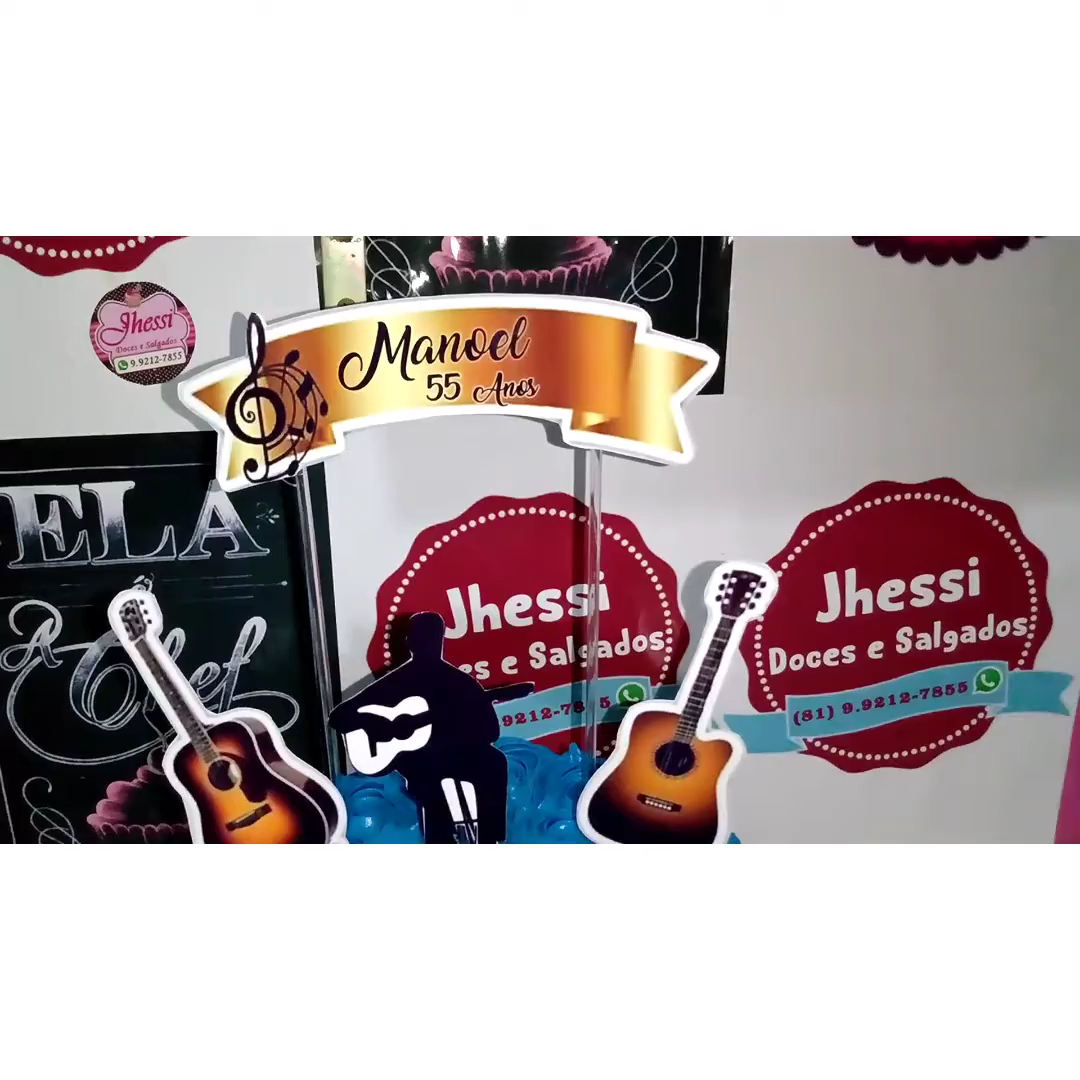 Jhessi
Doces e Salgados
9.9212-7855
Manoel
55 Anos
ELA
A Chef
Jhessi
es e Salgados
9212-78 5
Jhessi
Doces e Salgados
(81) 9.9212-7855